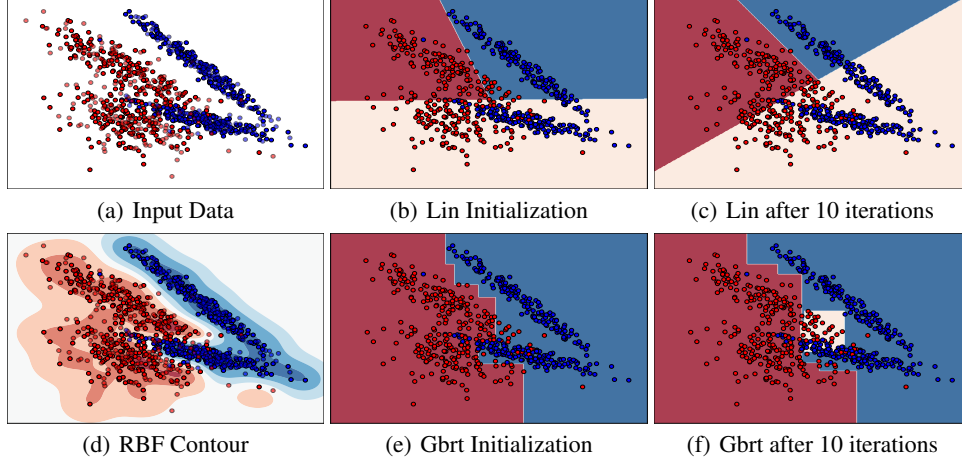 (a) Input Data
(b) Lin Initialization
(c) Lin after 10 iterations
(d) RBF Contour
(e) Gbrt Initialization
(f) Gbrt after 10 iterations